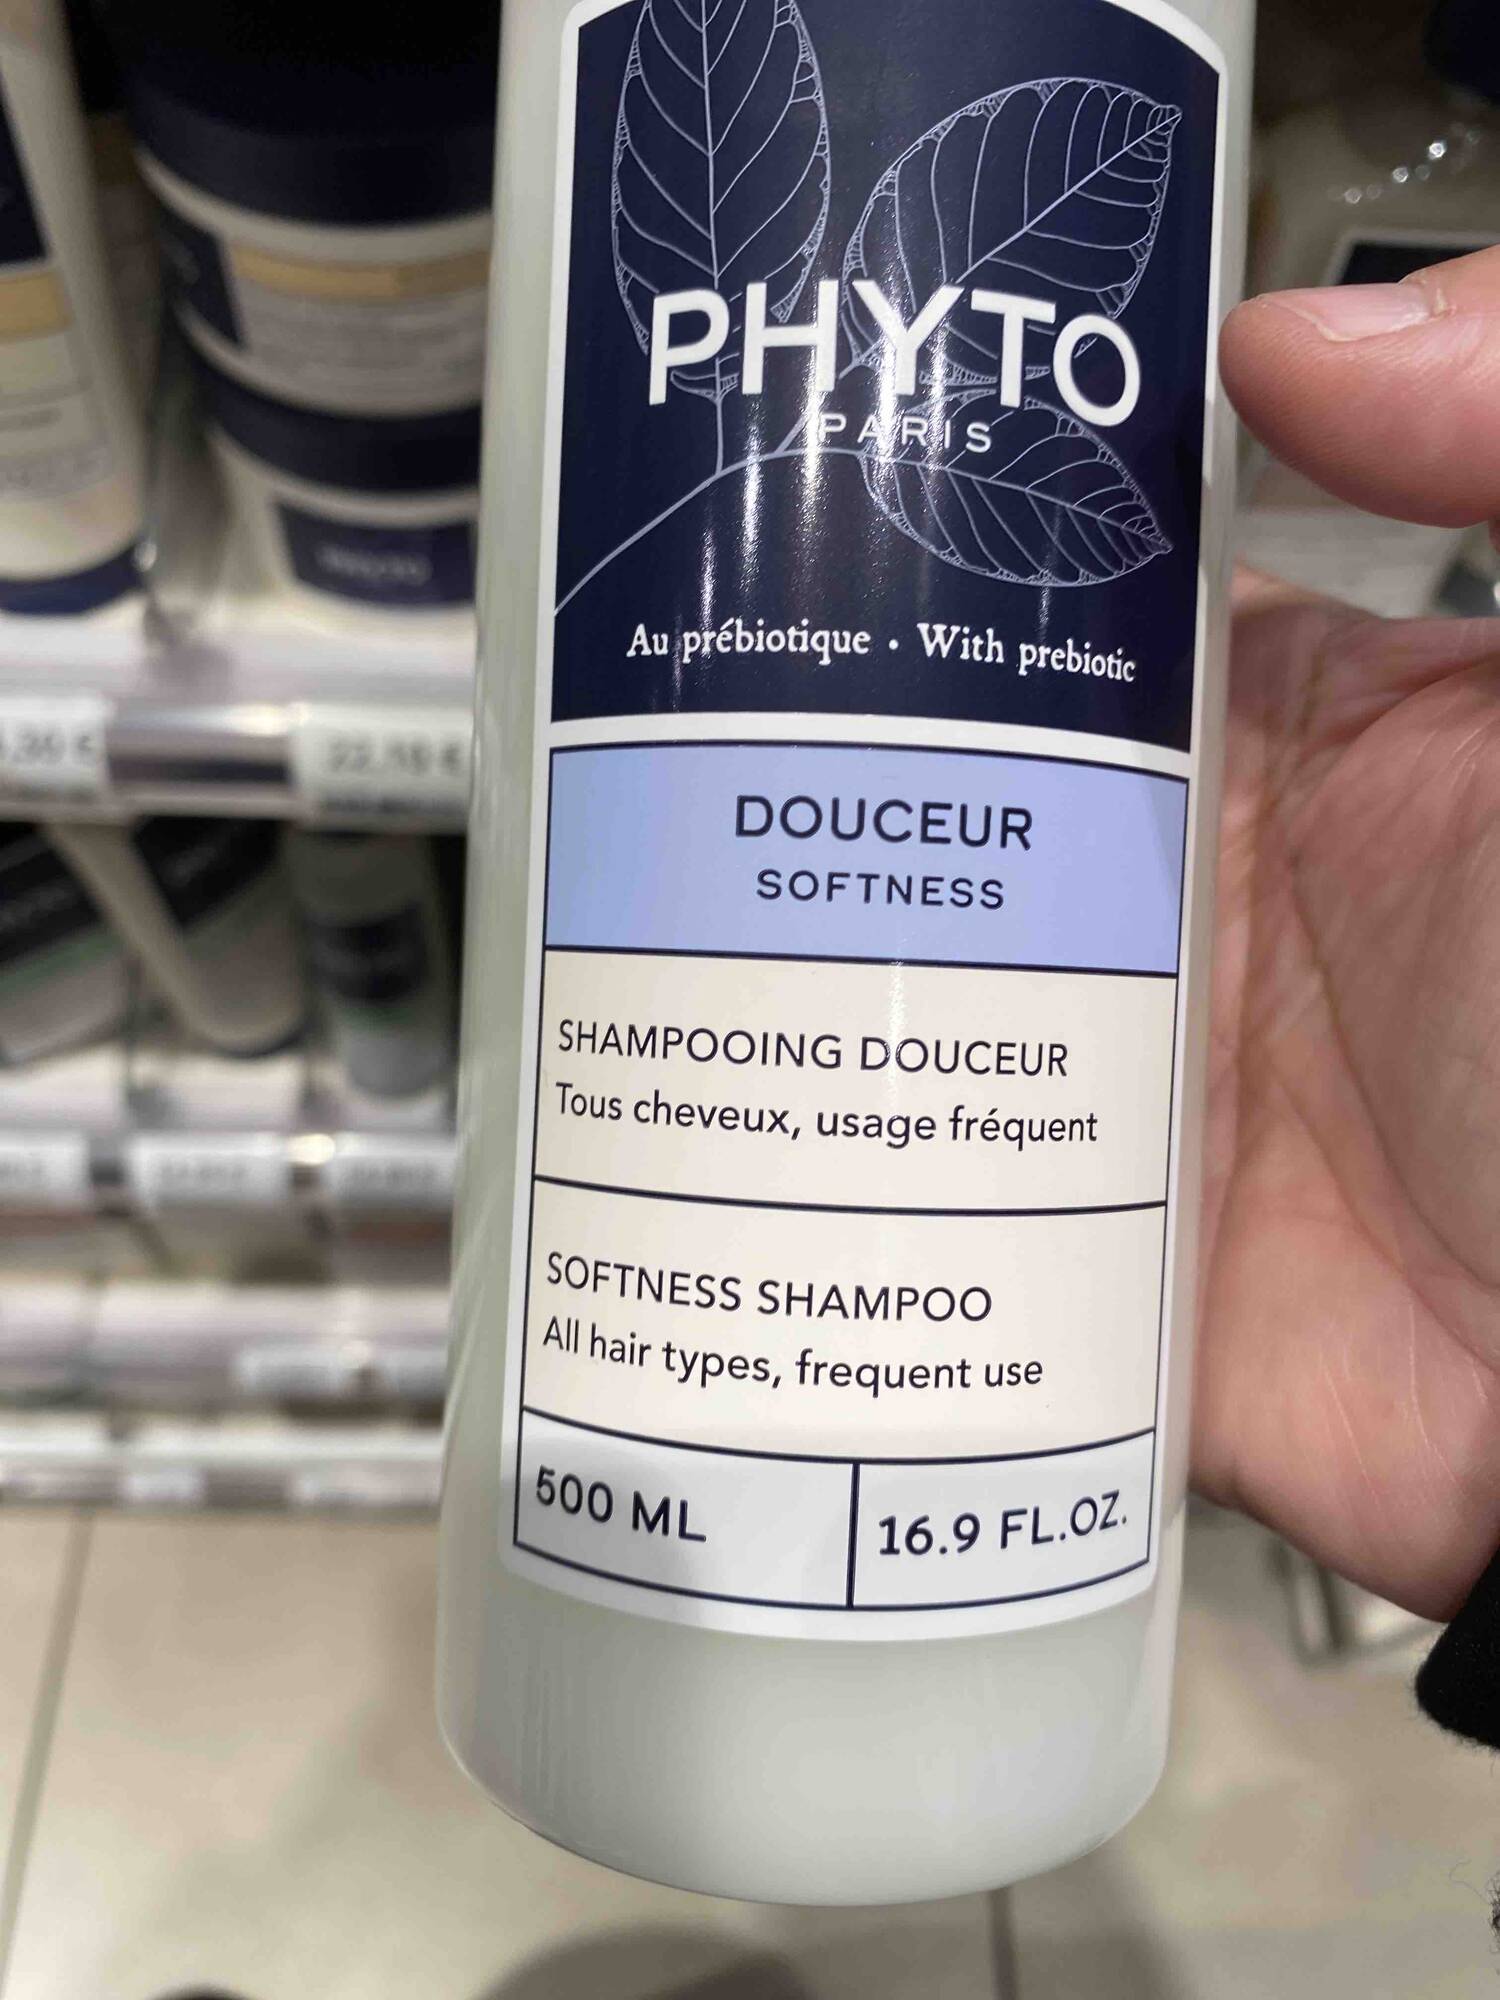 PHYTO
PARIS
Au prébiotique • With prebiotic
DOUCEUR
SOFTNESS
SHAMPOOING DOUCEUR
Tous cheveux, usage fréquent
SOFTNESS SHAMPOO
All hair types, frequent use
500 ML
16.9 FL.OZ.